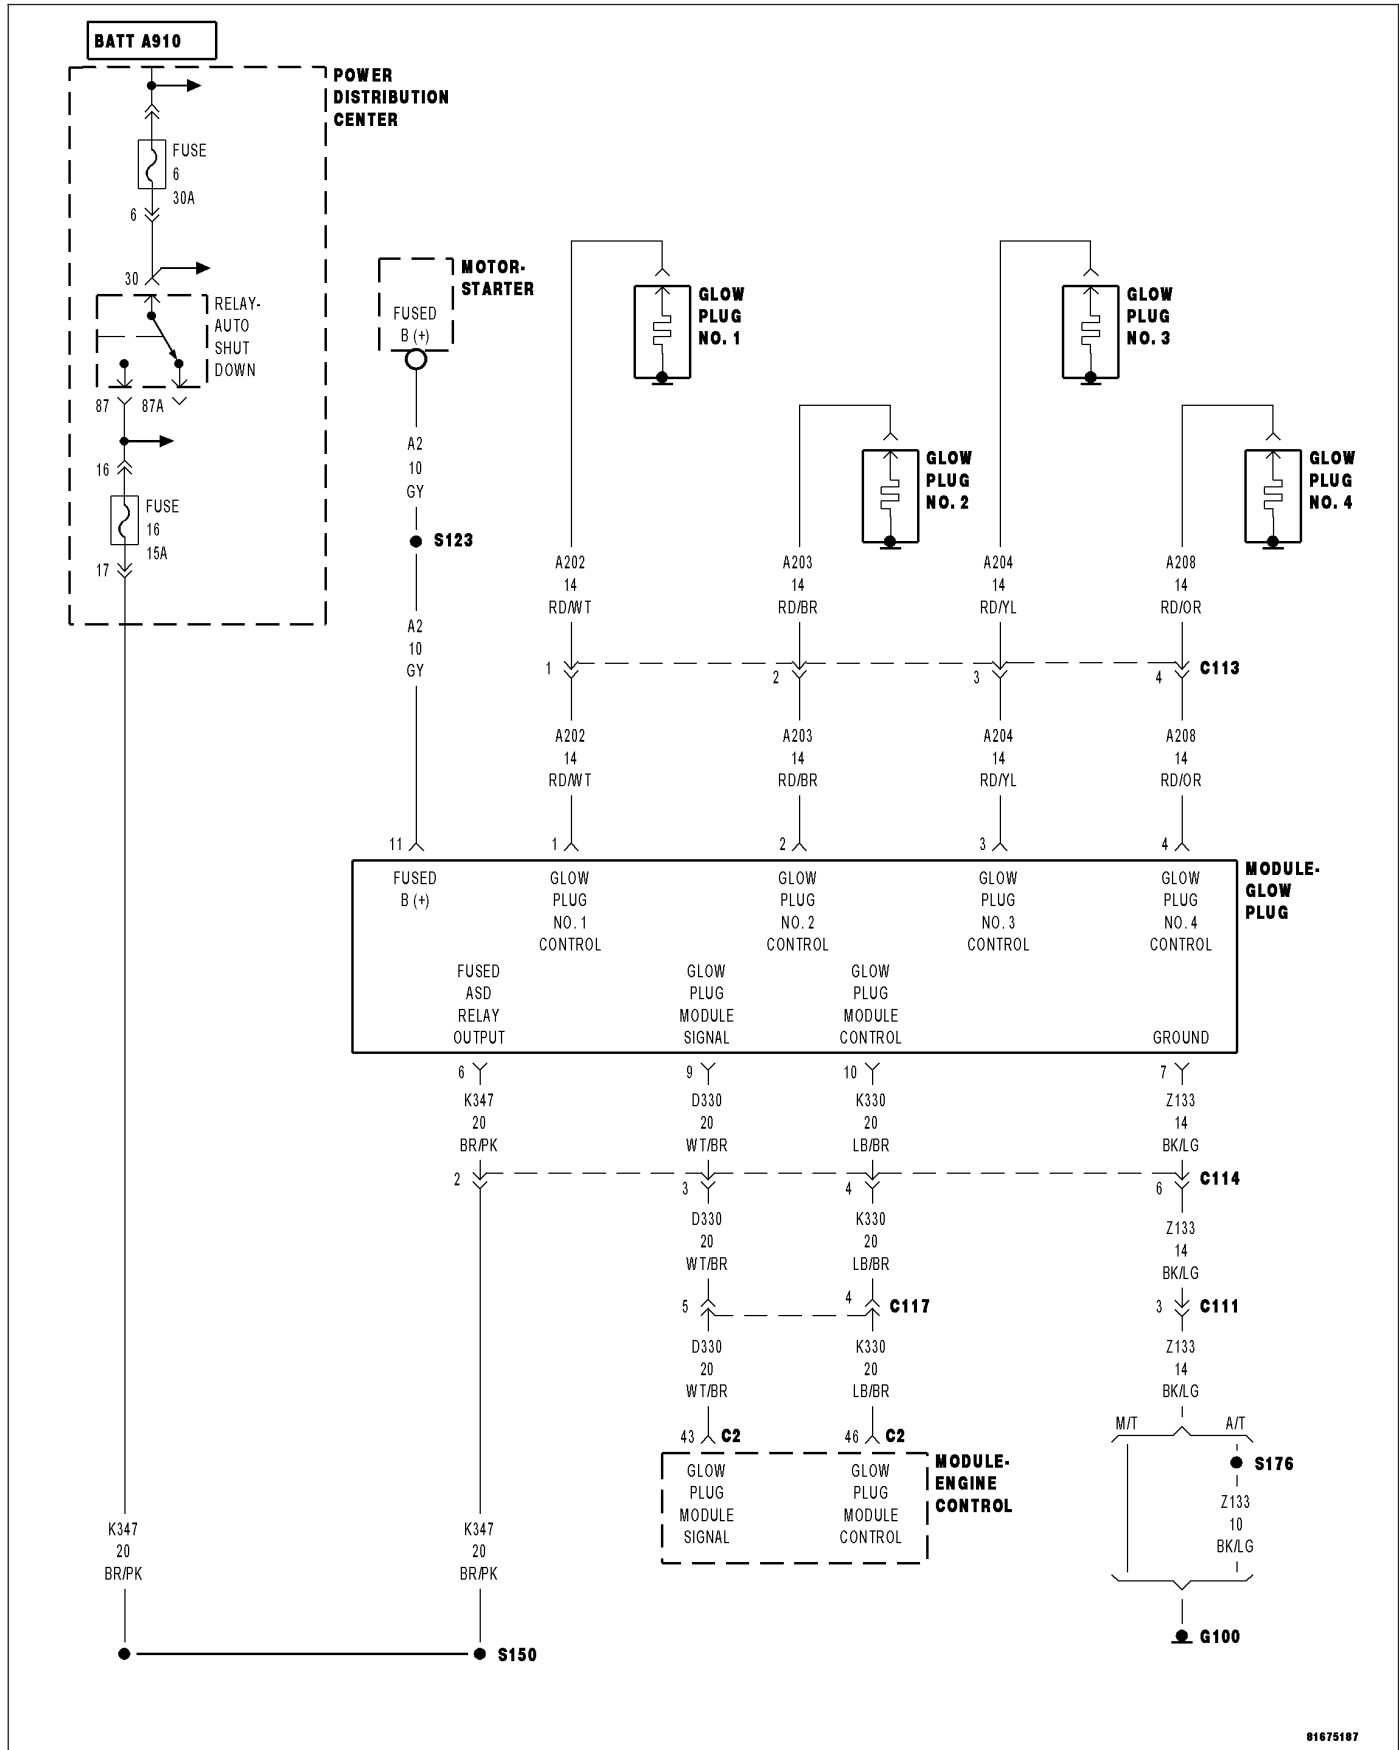 BATT A910
POWER
DISTRIBUTION
CENTER
FUSE
6
30A
6
30
RELAY-
AUTO
SHUT
DOWN
87
87A
16
FUSE
16
15A
17
MOTOR-
STARTER
FUSED
B (+)
A2
10
GY
S123
A2
10
GY
GLOW
PLUG
NO. 1
GLOW
PLUG
NO. 2
GLOW
PLUG
NO. 3
GLOW
PLUG
NO. 4
A202
14
RD/WT
A203
14
RD/BR
A204
14
RD/YL
A208
14
RD/OR
1
2
3
4
C113
A202
14
RD/WT
A203
14
RD/BR
A204
14
RD/YL
A208
14
RD/OR
11
1
2
3
4
MODULE-
GLOW
PLUG
FUSED
B (+)
GLOW
PLUG
NO. 1
CONTROL
GLOW
PLUG
NO. 2
CONTROL
GLOW
PLUG
NO. 3
CONTROL
GLOW
PLUG
NO. 4
CONTROL
FUSED
ASD
RELAY
OUTPUT
GLOW
PLUG
MODULE
SIGNAL
GLOW
PLUG
MODULE
CONTROL
GROUND
6
9
10
7
K347
20
BR/PK
D330
20
WT/BR
K330
20
LB/BR
Z133
14
BK/LG
2
3
4
6
C114
D330
20
WT/BR
K330
20
LB/BR
Z133
14
BK/LG
5
4
C117
3
C111
D330
20
WT/BR
K330
20
LB/BR
Z133
14
BK/LG
43
C2
46
C2
MODULE-
ENGINE
CONTROL
GLOW
PLUG
MODULE
SIGNAL
GLOW
PLUG
MODULE
CONTROL
M/T
A/T
S176
Z133
10
BK/LG
G100
K347
20
BR/PK
K347
20
BR/PK
S150
81675187